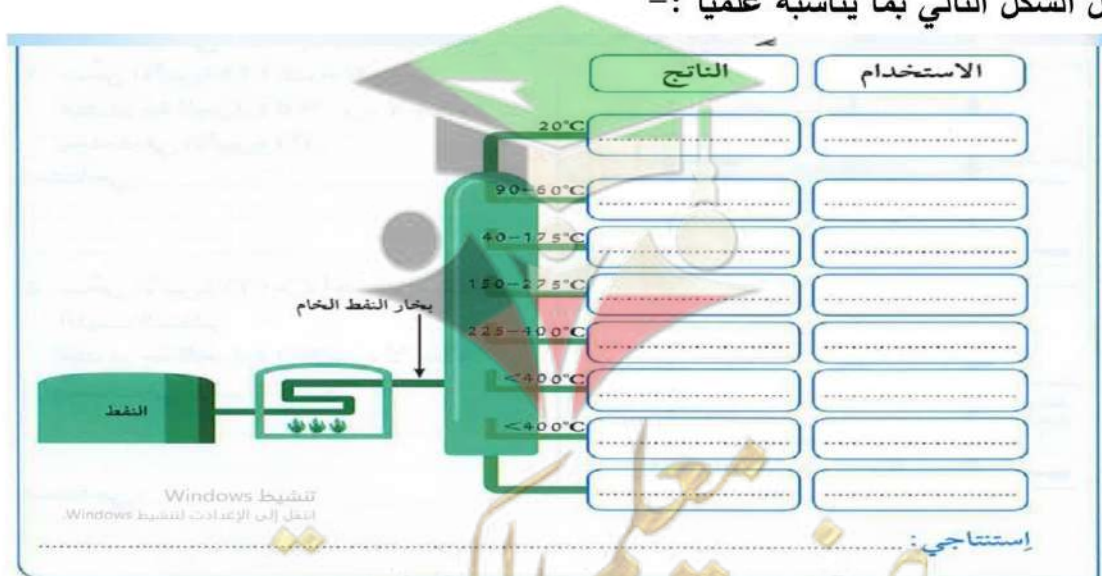 الشكل التالي بما يناسبه علميا :–
الناتج
الاستخدام
20°C
90–60°C
40–175°C
150–275°C
225–400°C
<400°C
<400°C
بخار النفط الخام
النفط
تنشيط Windows
انتقل إلى الإعدادات لتنشيط Windows.
إستنتاجي :